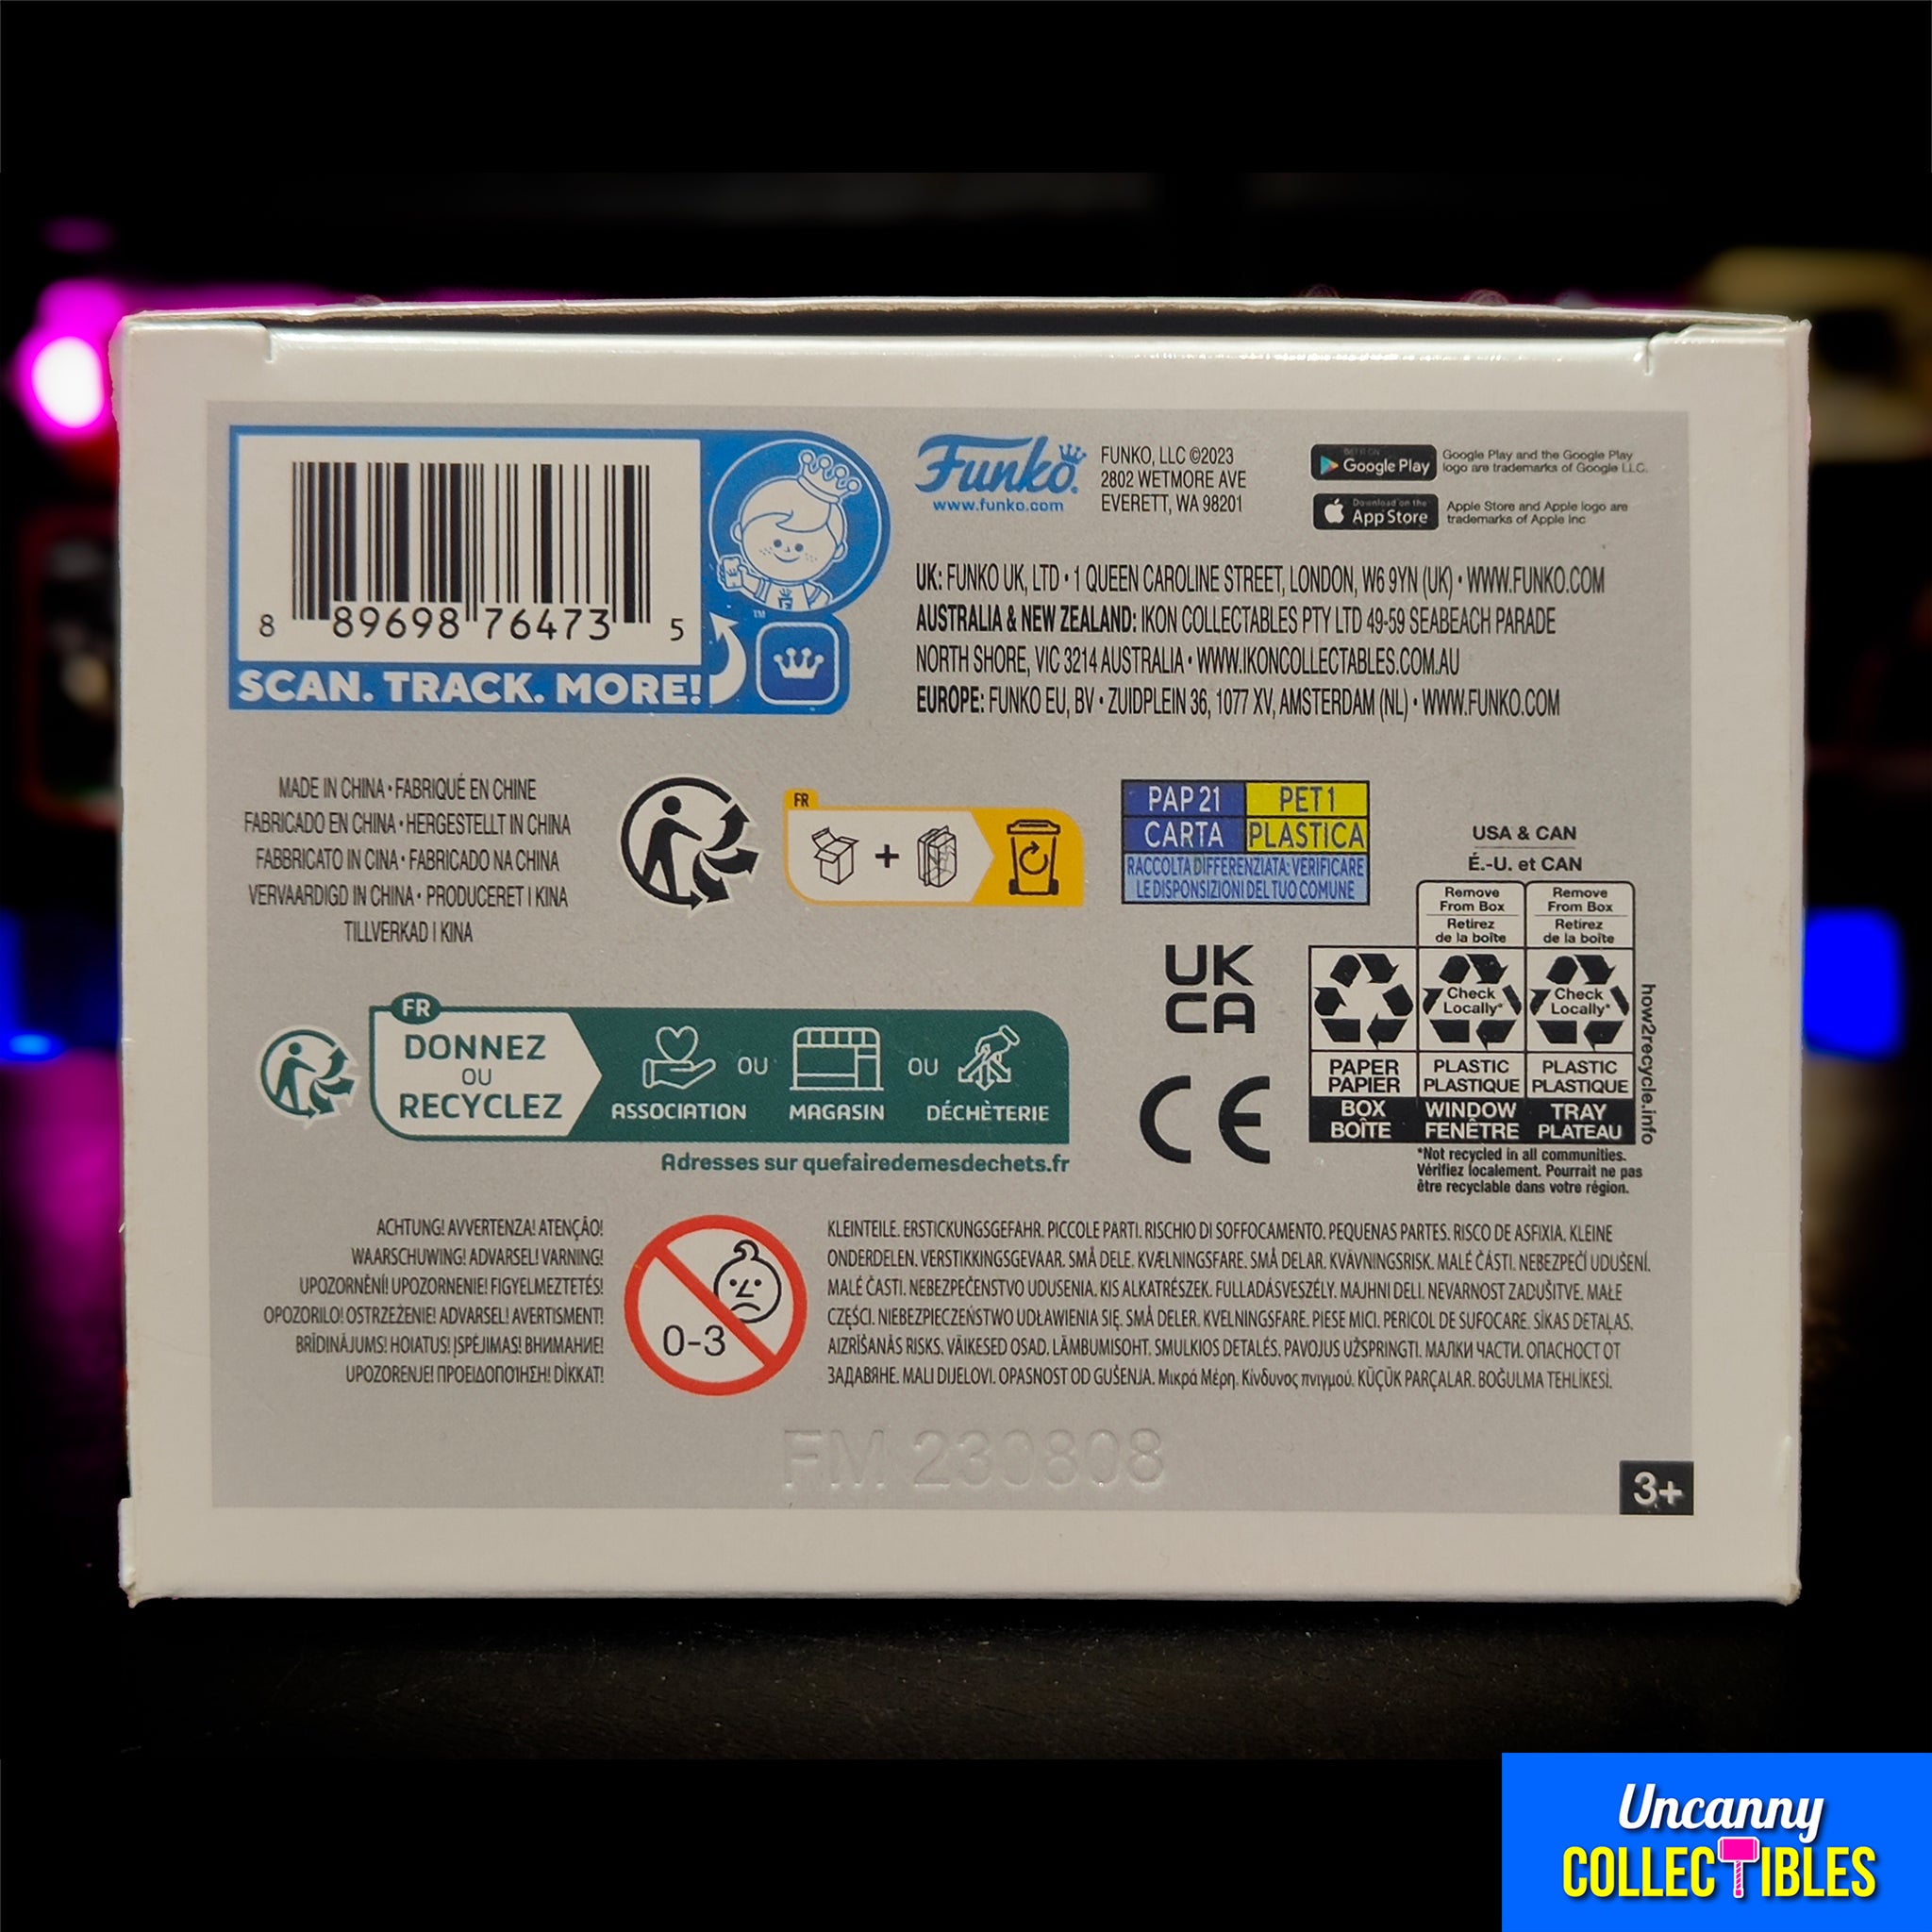 8 89698 76473 5
SCAN. TRACK. MORE!
TM
Funko®
www.funko.com
FUNKO, LLC ©2023
2802 WETMORE AVE
EVERETT, WA 98201
Google Play
Google Play and the Google Play
logo are trademarks of Google LLC.
Download on the
App Store
Apple Store and Apple logo are
trademarks of Apple Inc
UK: FUNKO UK, LTD • 1 QUEEN CAROLINE STREET, LONDON, W6 9YN (UK) • WWW.FUNKO.COM
AUSTRALIA & NEW ZEALAND: IKON COLLECTABLES PTY LTD 49-59 SEABEACH PARADE
NORTH SHORE, VIC 3214 AUSTRALIA • WWW.IKONCOLLECTABLES.COM.AU
EUROPE: FUNKO EU, BV • ZUIDPLEIN 36, 1077 XV, AMSTERDAM (NL) • WWW.FUNKO.COM
MADE IN CHINA • FABRIQUÉ EN CHINE
FABRICADO EN CHINA • HERGESTELLT IN CHINA
FABBRICATO IN CINA • FABRICADO NA CHINA
VERVAARDIGD IN CHINA • PRODUCERET I KINA
TILLVERKAD I KINA
FR
+
PAP 21 PET 1
CARTA PLASTICA
RACCOLTA DIFFERENZIATA: VERIFICARE
LE DISPONSIZIONI DEL TUO COMUNE
USA & CAN
É.-U. et CAN
Remove
From Box
Retirez
de la boîte
Remove
From Box
Retirez
de la boîte
Check
Locally*
Check
Locally*
PAPER
PAPIER
PLASTIC
PLASTIQUE
PLASTIC
PLASTIQUE
BOX
BOÎTE
WINDOW
FENÊTRE
TRAY
PLATEAU
how2recycle.info
*Not recycled in all communities.
Vérifiez localement. Pourrait ne pas
être recyclable dans votre région.
UK
CA
CE
FR
DONNEZ
OU
RECYCLEZ
ASSOCIATION
OU
MAGASIN
OU
DÉCHÈTERIE
Adresses sur quefairedemesdechets.fr
ACHTUNG! AVVERTENZA! ATENÇÃO!
WAARSCHUWING! ADVARSEL! VARNING!
UPOZORNĚNÍ! UPOZORNENIE! FIGYELMEZTETÉS!
OPOZORILO! OSTRZEŻENIE! ADVARSEL! AVERTISMENT!
BRĪDINĀJUMS! HOIATUS! ĮSPĖJIMAS! ВНИМАНИЕ!
UPOZORENJE! ΠΡΟΕΙΔΟΠΟΊΗΣΗ! DİKKAT!
0-3
KLEINTEILE. ERSTICKUNGSGEFAHR. PICCOLE PARTI. RISCHIO DI SOFFOCAMENTO. PEQUENAS PARTES. RISCO DE ASFIXIA. KLEINE
ONDERDELEN. VERSTIKKINGSGEVAAR. SMÅ DELE. KVÆLNINGSFARE. SMÅ DELAR. KVÄVNINGSRISK. MALÉ ČÁSTI. NEBEZPEČÍ UDUŠENÍ.
MALÉ ČASTI. NEBEZPEČENSTVO UDUSENIA. KIS ALKATRÉSZEK. FULLADÁSVESZÉLY. MAJHNI DELI. NEVARNOST ZADUŠITVE. MAŁE
CZĘŚCI. NIEBEZPIECZEŃSTWO UDŁAWIENIA SIĘ. SMÅ DELER. KVELNINGSFARE. PIESE MICI. PERICOL DE SUFOCARE. SĪKAS DETAĻAS.
AIZRĪŠANĀS RISKS. VÄIKESED OSAD. LÄMBUMISOHT. SMULKIOS DETALĖS. PAVOJUS UŽSPRINGTI. МАЛКИ ЧАСТИ. ОПАСНОСТ ОТ
ЗАДАВЯНЕ. MALI DIJELOVI. OPASNOST OD GUŠENJA. Μικρά Μέρη. Κίνδυνος πνιγμού. KÜÇÜK PARÇALAR. BOĞULMA TEHLİKESİ.
FM 230808
3+
Uncanny
COLLECTIBLES